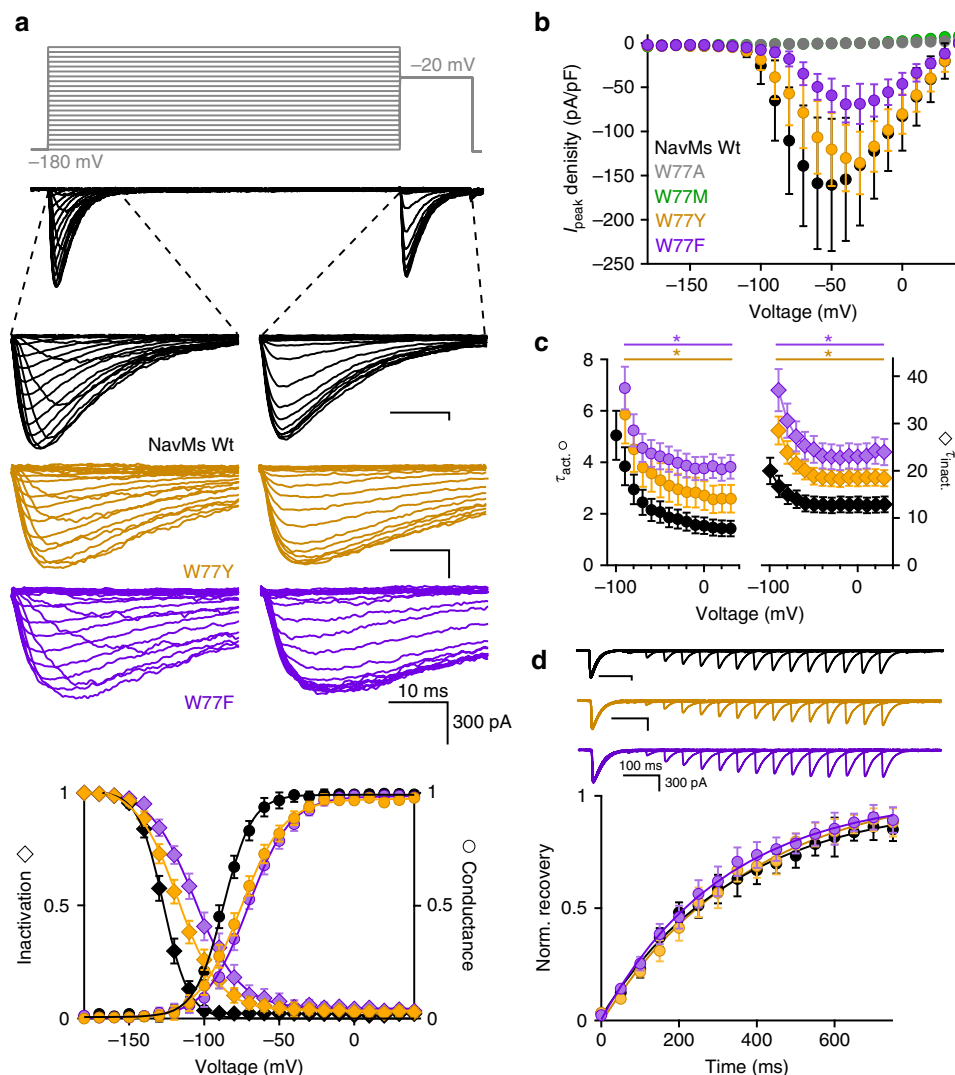 a
−20 mV
−180 mV
NavMs Wt
W77Y
W77F
10 ms
300 pA
1
0.5
0
Inactivation
1
0.5
0
Conductance
−150
−100
−50
0
Voltage (mV)
b
0
−50
−100
−150
−200
−250
I peak denisity (pA/pF)
NavMs Wt
W77A
W77M
W77Y
W77F
−150
−100
−50
0
Voltage (mV)
c
*
*
8
6
4
2
0
τact.
−100
0
*
*
40
30
20
10
0
τinact.
−100
0
Voltage (mV)
d
100 ms
300 pA
1
0.5
0
Norm. recovery
0
200
400
600
Time (ms)